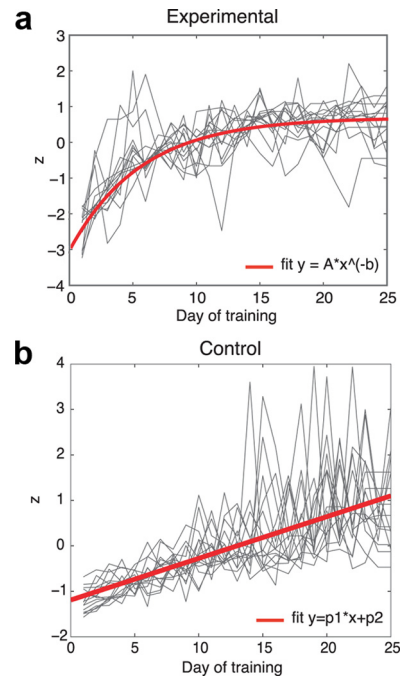 a
Experimental
3
2
1
0
−1
−2
−3
−4
z
fit y = A*x^(-b)
0 5 10 15 20 25
Day of training
b
Control
4
3
2
1
0
−1
−2
z
fit y=p1*x+p2
0 5 10 15 20 25
Day of training